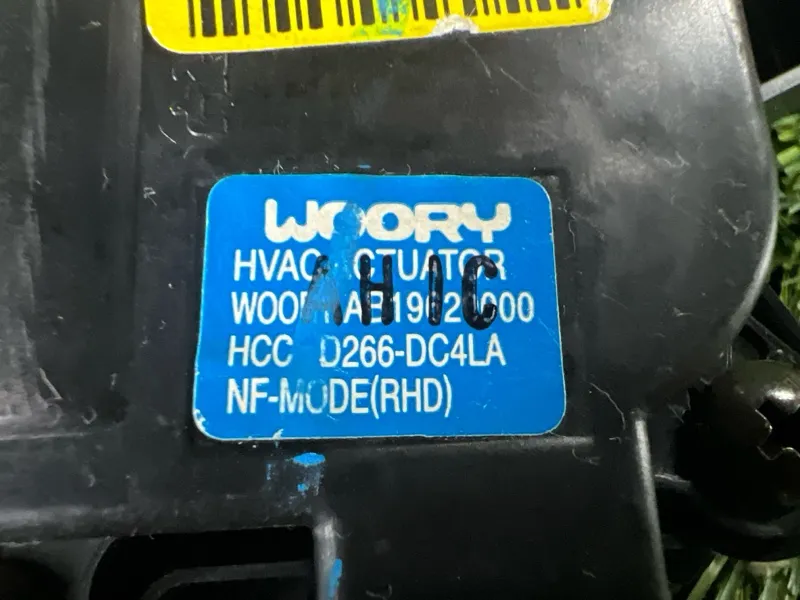 WOORY
HVAC ACTUATOR
AHIC
HCC D266-DC4LA
NF-MODE(RHD)